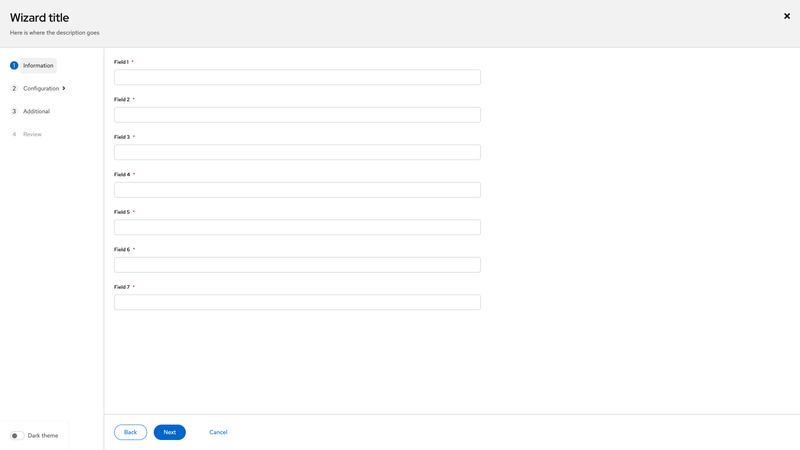 Wizard title
Here is where the description goes
1 Information
2 Configuration
3 Additional
4 Review
Field 1 *
Field 2 *
Field 3 *
Field 4 *
Field 5 *
Field 6 *
Field 7 *
Back Next Cancel
Dark theme